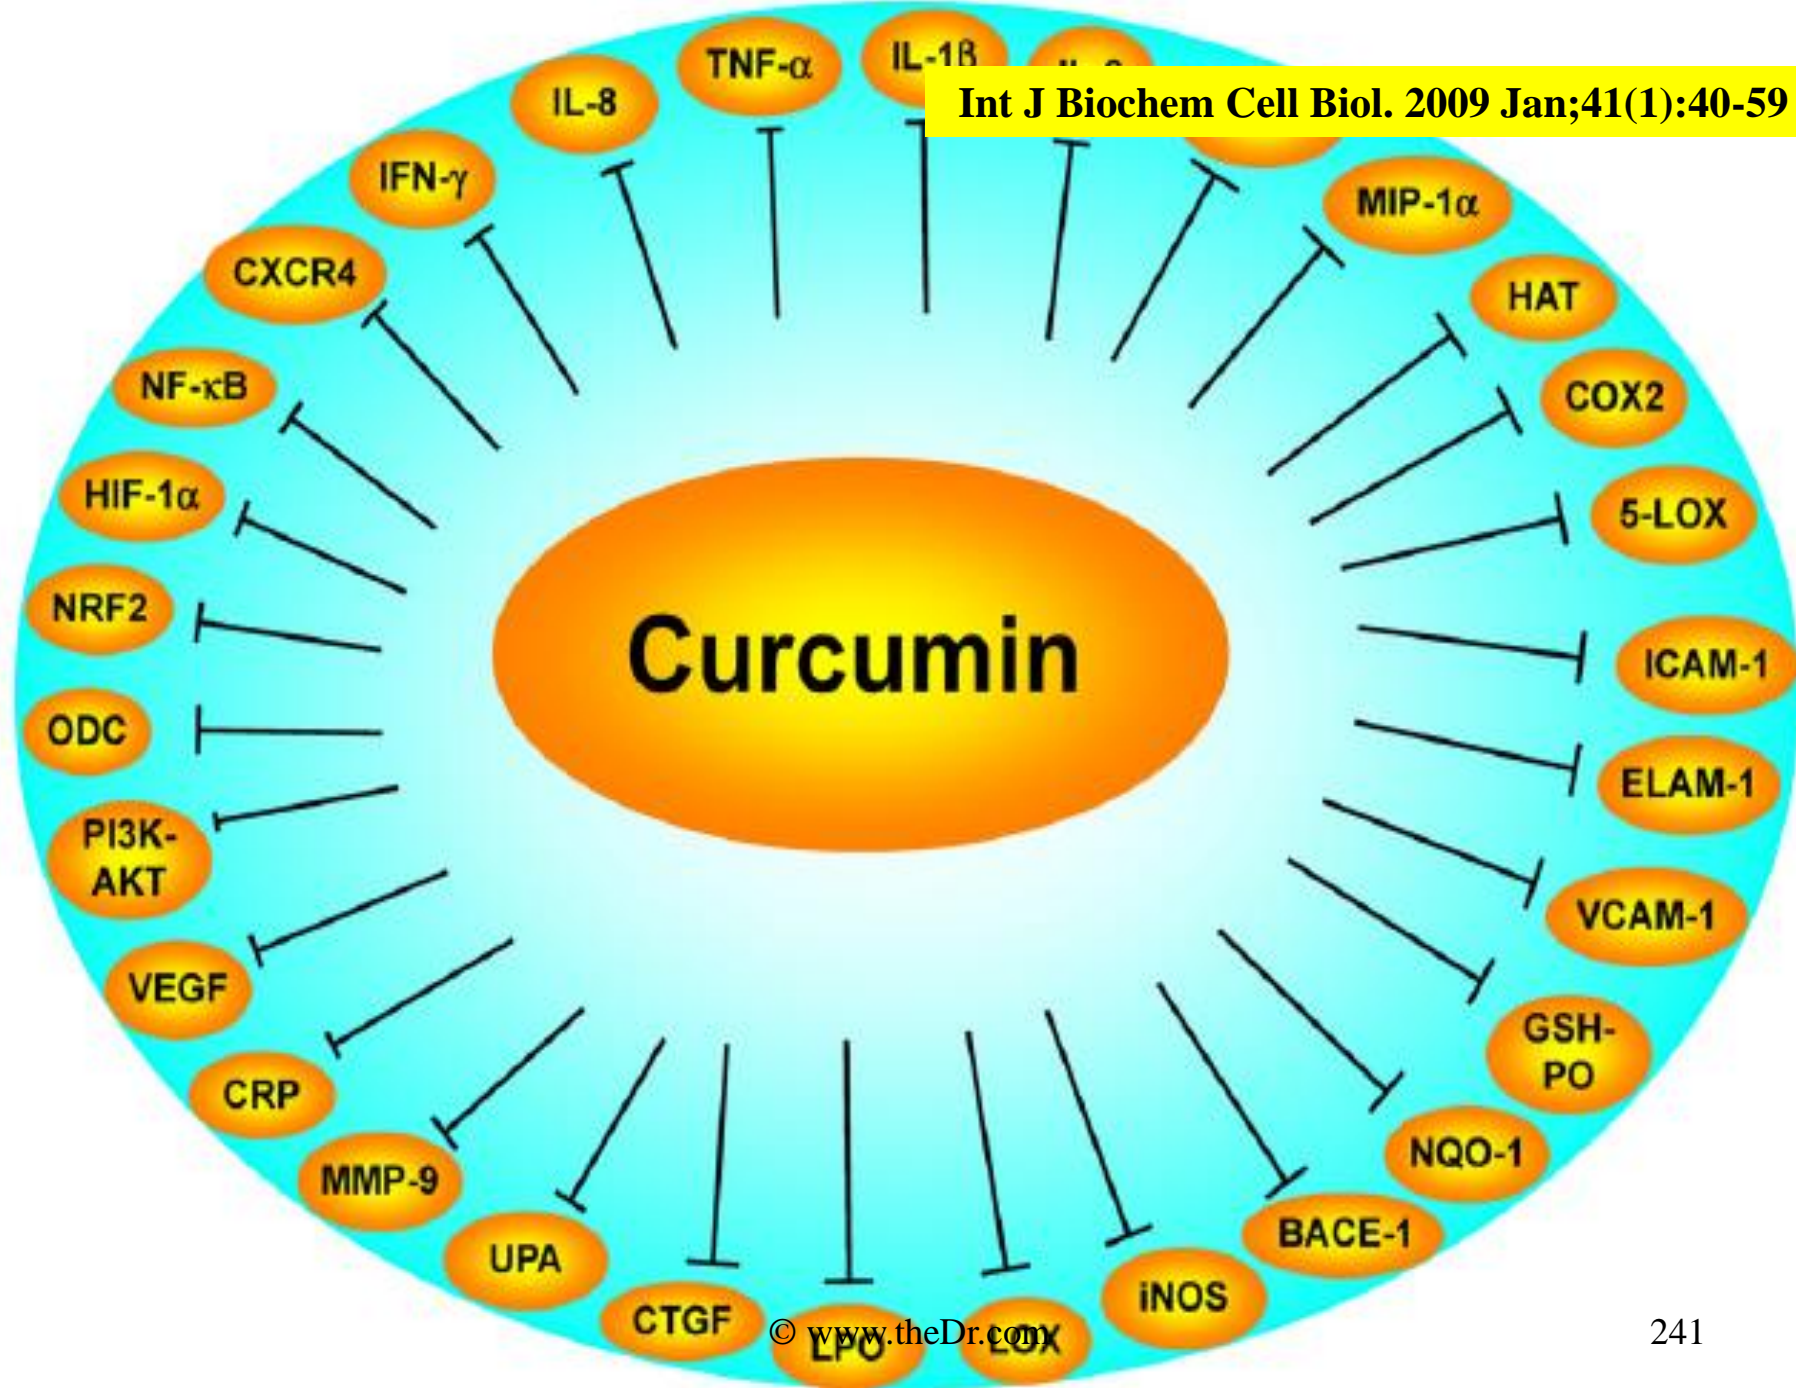 TNF-α
IL-1β
IL-8
Int J Biochem Cell Biol. 2009 Jan;41(1):40-59
IFN-γ
MIP-1α
CXCR4
HAT
NF-κB
COX2
HIF-1α
5-LOX
NRF2
Curcumin
ICAM-1
ODC
ELAM-1
PI3K-
AKT
VCAM-1
VEGF
GSH-
PO
CRP
NQO-1
MMP-9
BACE-1
UPA
iNOS
CTGF
LPO
LOX
© www.theDr.com
241